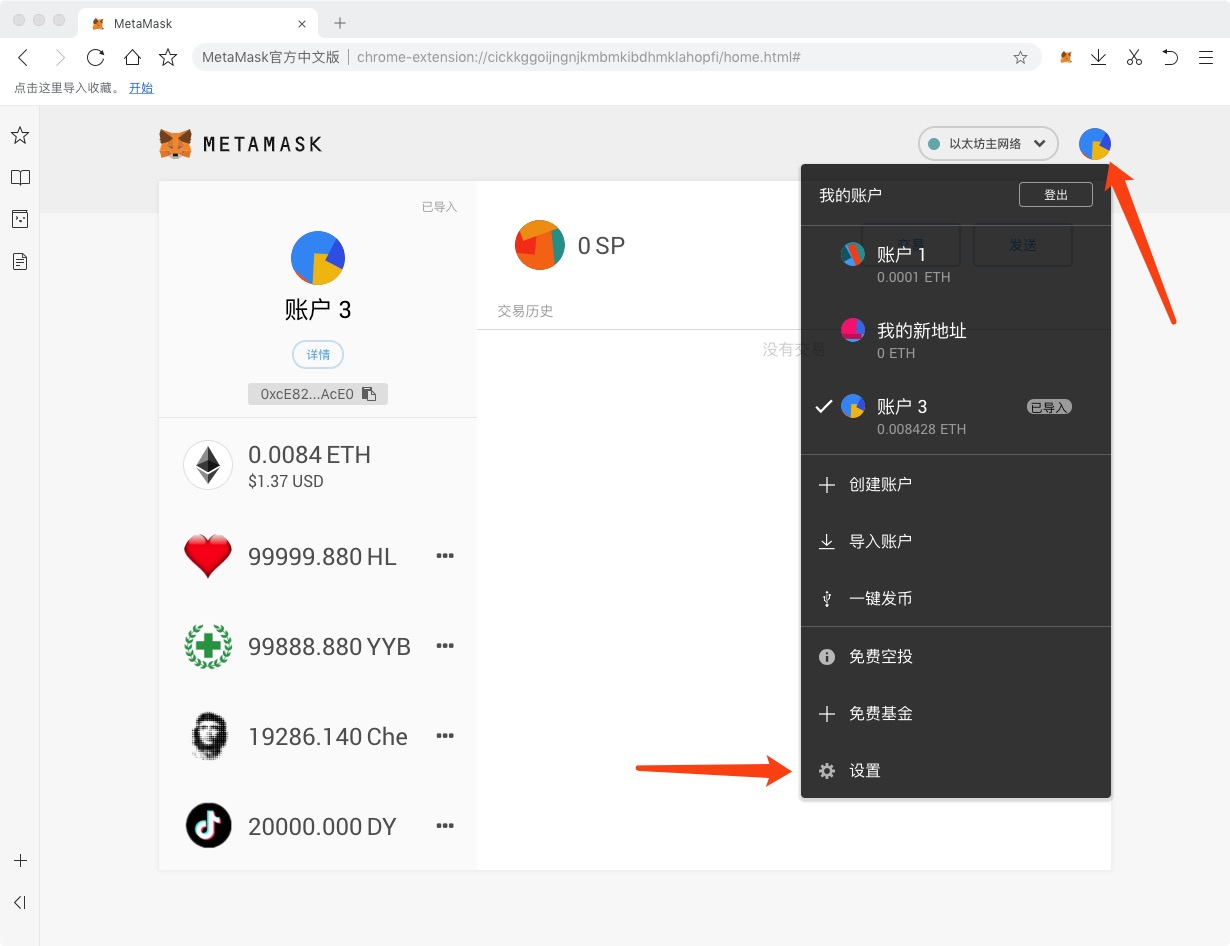 MetaMask
MetaMask官方中文版 | chrome-extension://cickkggoijngnjkmbmkibdhmklahopfi/home.html#
点击这里导入收藏。 开始
METAMASK
以太坊主网络
已导入
账户 3
详情
0xcE82...AcE0
0.0084 ETH
$1.37 USD
99999.880 HL
99888.880 YYB
19286.140 Che
20000.000 DY
0 SP
交易
发送
交易历史
没有交易
我的账户
登出
账户 1
0.0001 ETH
我的新地址
0 ETH
账户 3
已导入
0.008428 ETH
创建账户
导入账户
一键发币
免费空投
免费基金
设置